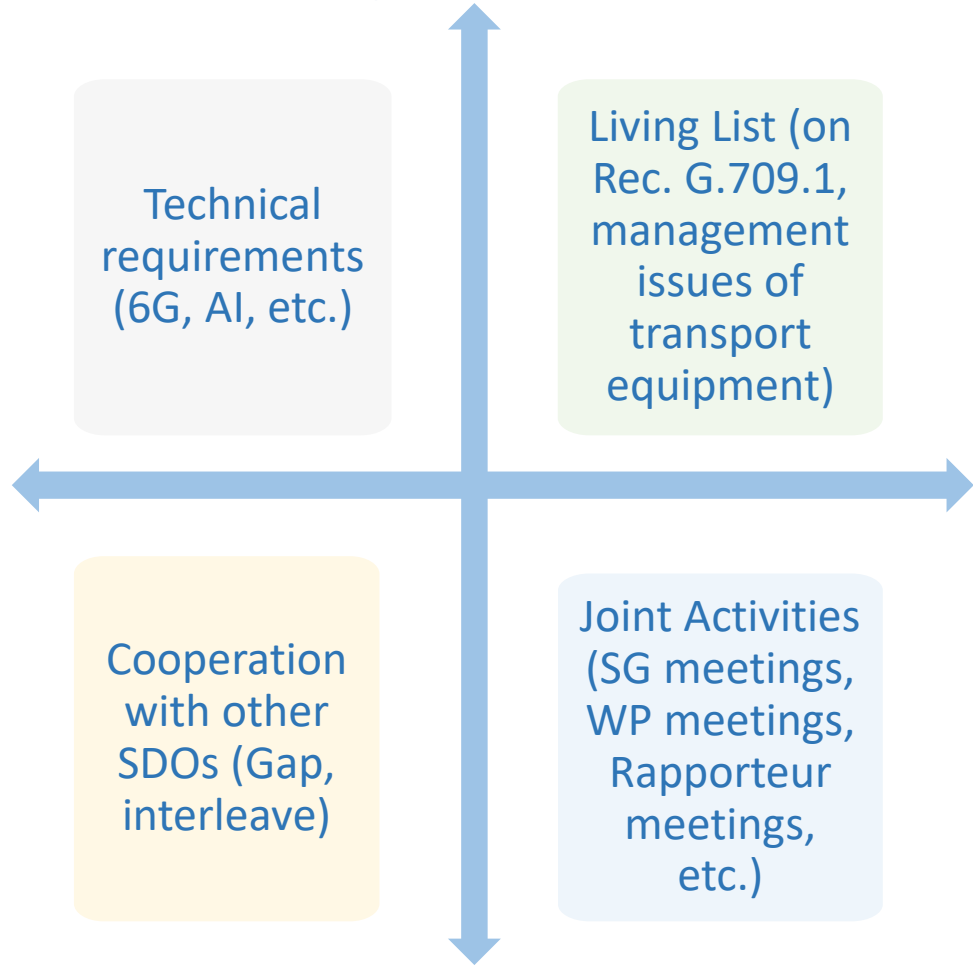 Technical
requirements
(6G, AI, etc.)
Living List (on
Rec. G.709.1,
management
issues of
transport
equipment)
Cooperation
with other
SDOs (Gap,
interleave)
Joint Activities
(SG meetings,
WP meetings,
Rapporteur
meetings,
etc.)